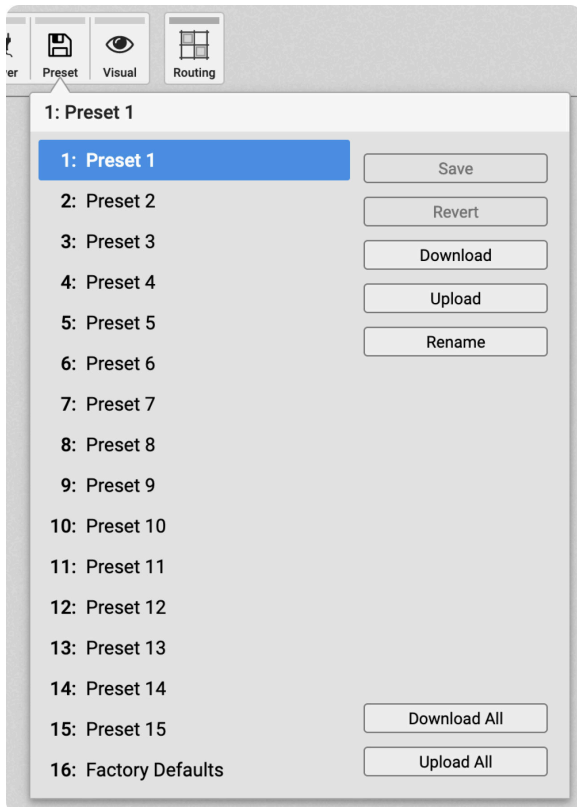 er Preset Visual Routing
1: Preset 1
1: Preset 1
2: Preset 2
3: Preset 3
4: Preset 4
5: Preset 5
6: Preset 6
7: Preset 7
8: Preset 8
9: Preset 9
10: Preset 10
11: Preset 11
12: Preset 12
13: Preset 13
14: Preset 14
15: Preset 15
16: Factory Defaults
Save
Revert
Download
Upload
Rename
Download All
Upload All